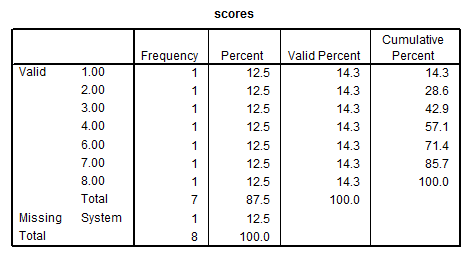 scores
Frequency Percent Valid Percent Cumulative Percent
Valid 1.00 1 12.5 14.3 14.3
2.00 1 12.5 14.3 28.6
3.00 1 12.5 14.3 42.9
4.00 1 12.5 14.3 57.1
6.00 1 12.5 14.3 71.4
7.00 1 12.5 14.3 85.7
8.00 1 12.5 14.3 100.0
Total 7 87.5 100.0
Missing System 1 12.5
Total 8 100.0